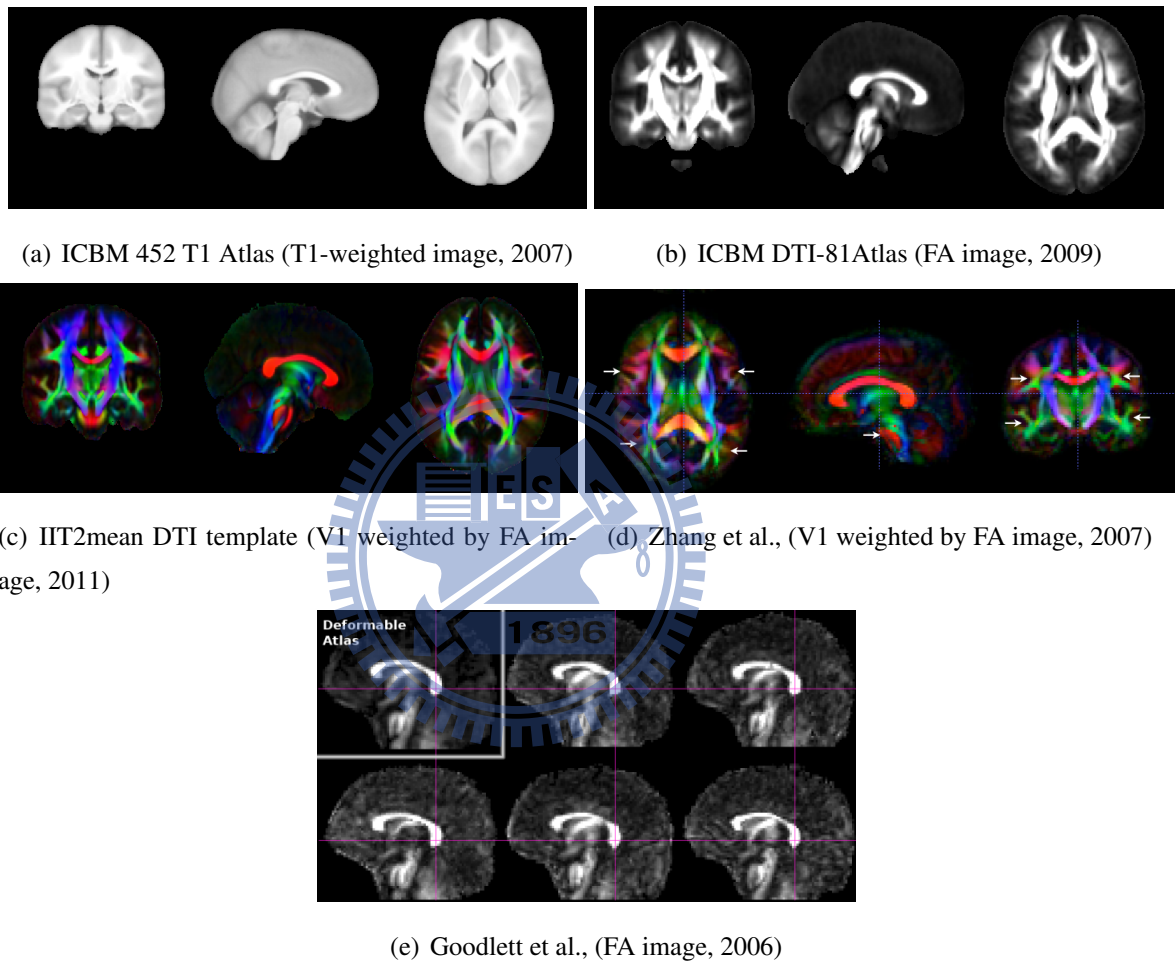 (a) ICBM 452 T1 Atlas (T1-weighted image, 2007)
(b) ICBM DTI-81Atlas (FA image, 2009)
(c) IIT2mean DTI template (V1 weighted by FA im-
age, 2011)
(d) Zhang et al., (V1 weighted by FA image, 2007)
E S A
8
Deformable
Atlas
1896
(e) Goodlett et al., (FA image, 2006)